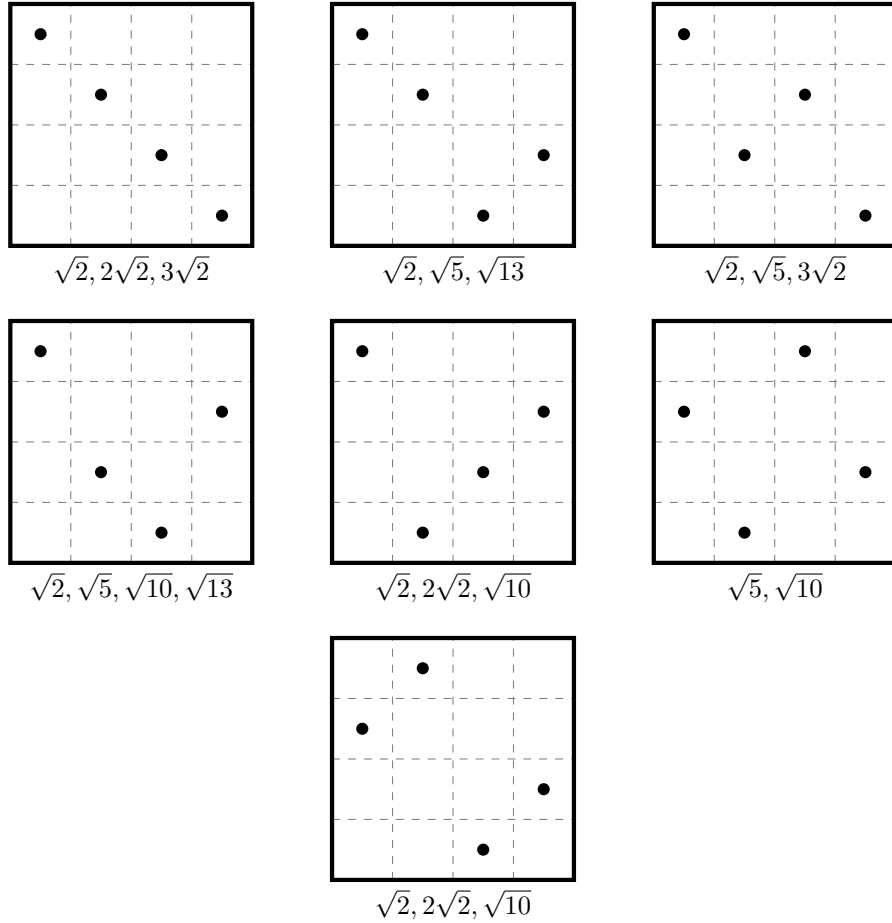 √2, 2√2, 3√2
√2, √5, √13
√2, √5, 3√2
√2, √5, √10, √13
√2, 2√2, √10
√5, √10
√2, 2√2, √10